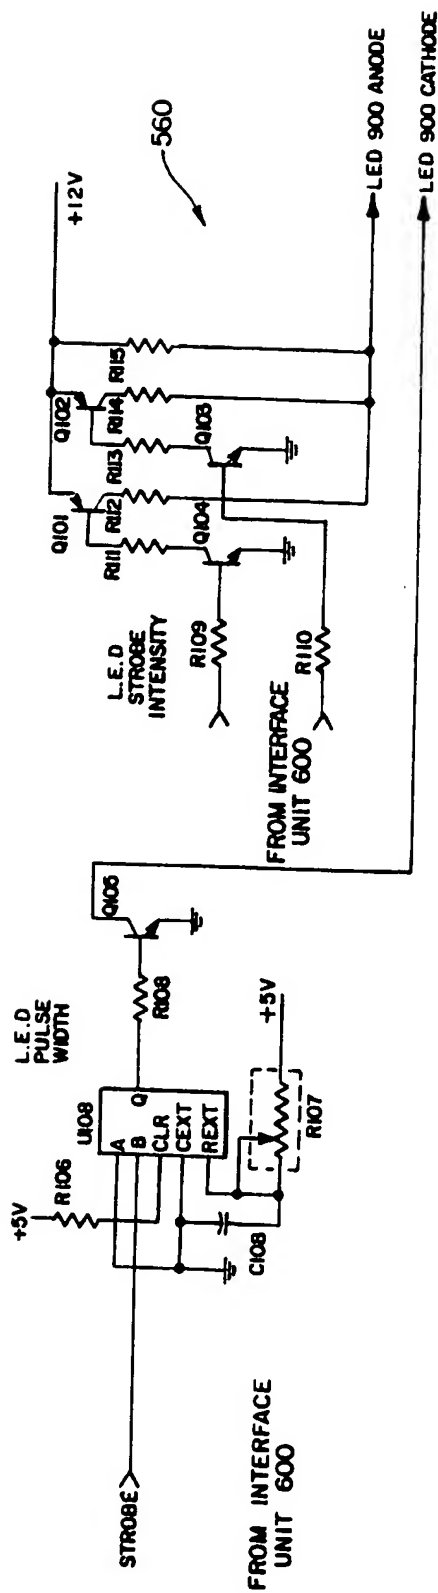 STROBE
FROM INTERFACE
UNIT 600
+5V
R106
L.E.D
PULSE
WIDTH
U108
A
B
CLR
CEXT
REXT
Q
C108
R107
+5V
R108
Q105
L.E.D
STROBE
INTENSITY
FROM INTERFACE
UNIT 600
R109
R110
Q101
R111
R112
Q104
Q102
R113
R114
Q103
R115
+12V
560
LED 900 ANODE
LED 900 CATHODE